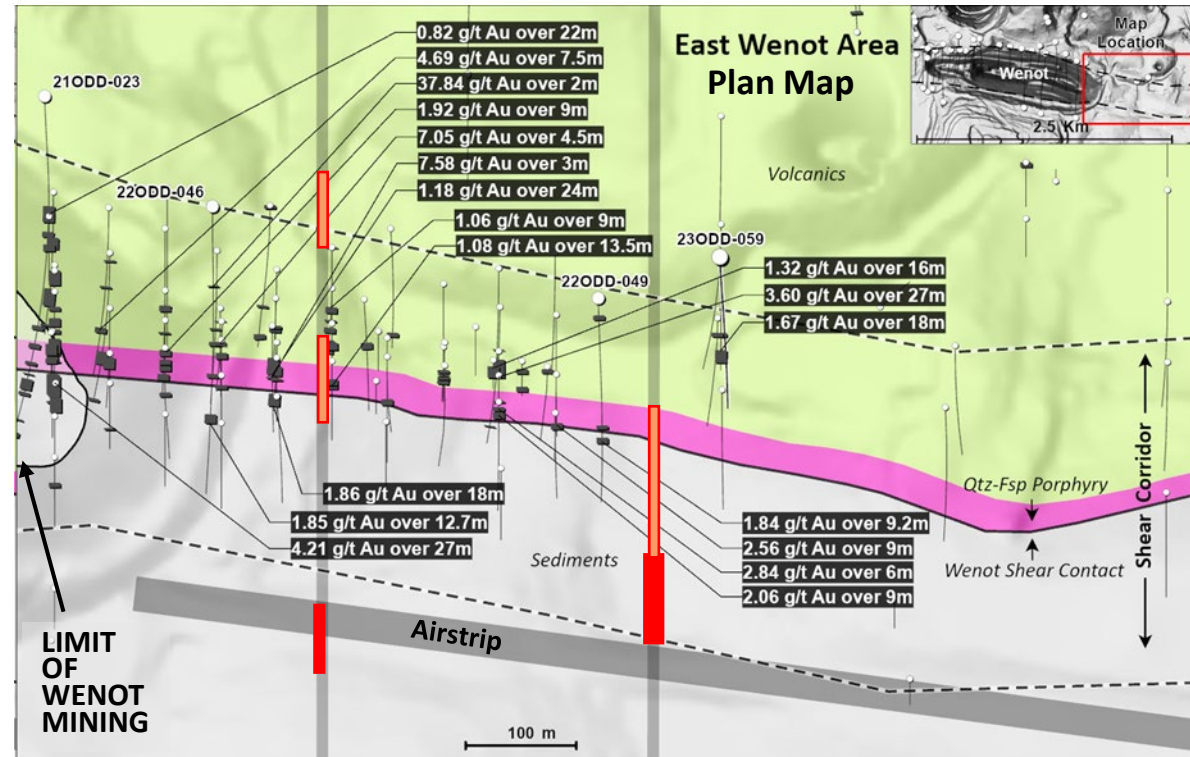 East Wenot Area
Plan Map
Map
Location
Wenot
2.5 Km
21ODD-023
22ODD-046
22ODD-049
23ODD-059
0.82 g/t Au over 22m
4.69 g/t Au over 7.5m
37.84 g/t Au over 2m
1.92 g/t Au over 9m
7.05 g/t Au over 4.5m
7.58 g/t Au over 3m
1.18 g/t Au over 24m
1.06 g/t Au over 9m
1.08 g/t Au over 13.5m
Volcanics
1.32 g/t Au over 16m
3.60 g/t Au over 27m
1.67 g/t Au over 18m
1.86 g/t Au over 18m
1.85 g/t Au over 12.7m
4.21 g/t Au over 27m
Sediments
1.84 g/t Au over 9.2m
2.56 g/t Au over 9m
2.84 g/t Au over 6m
2.06 g/t Au over 9m
Qtz-Fsp Porphyry
Wenot Shear Contact
Shear Corridor
LIMIT
OF
WENOT
MINING
Airstrip
100 m